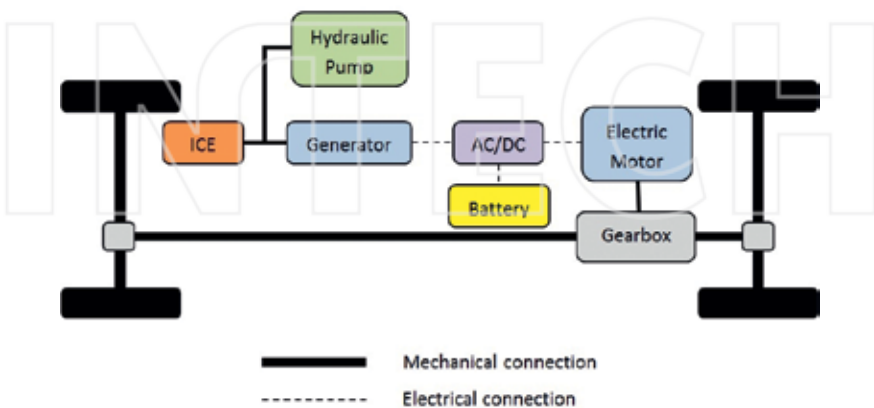 INTECH
Hydraulic
Pump
ICE
Generator
AC/DC
Electric
Motor
Battery
Gearbox
Mechanical connection
Electrical connection